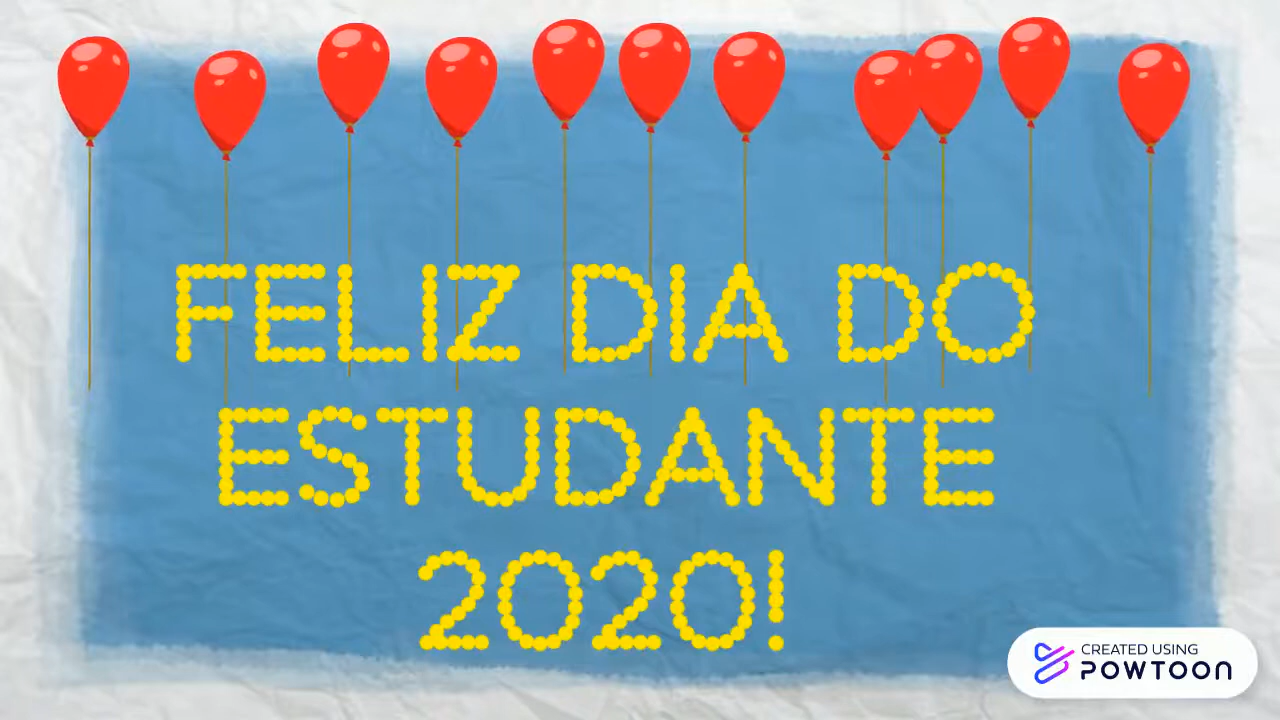 FELIZ DIA DO
ESTUDANTE
2020!
CREATED USING
POWTOON